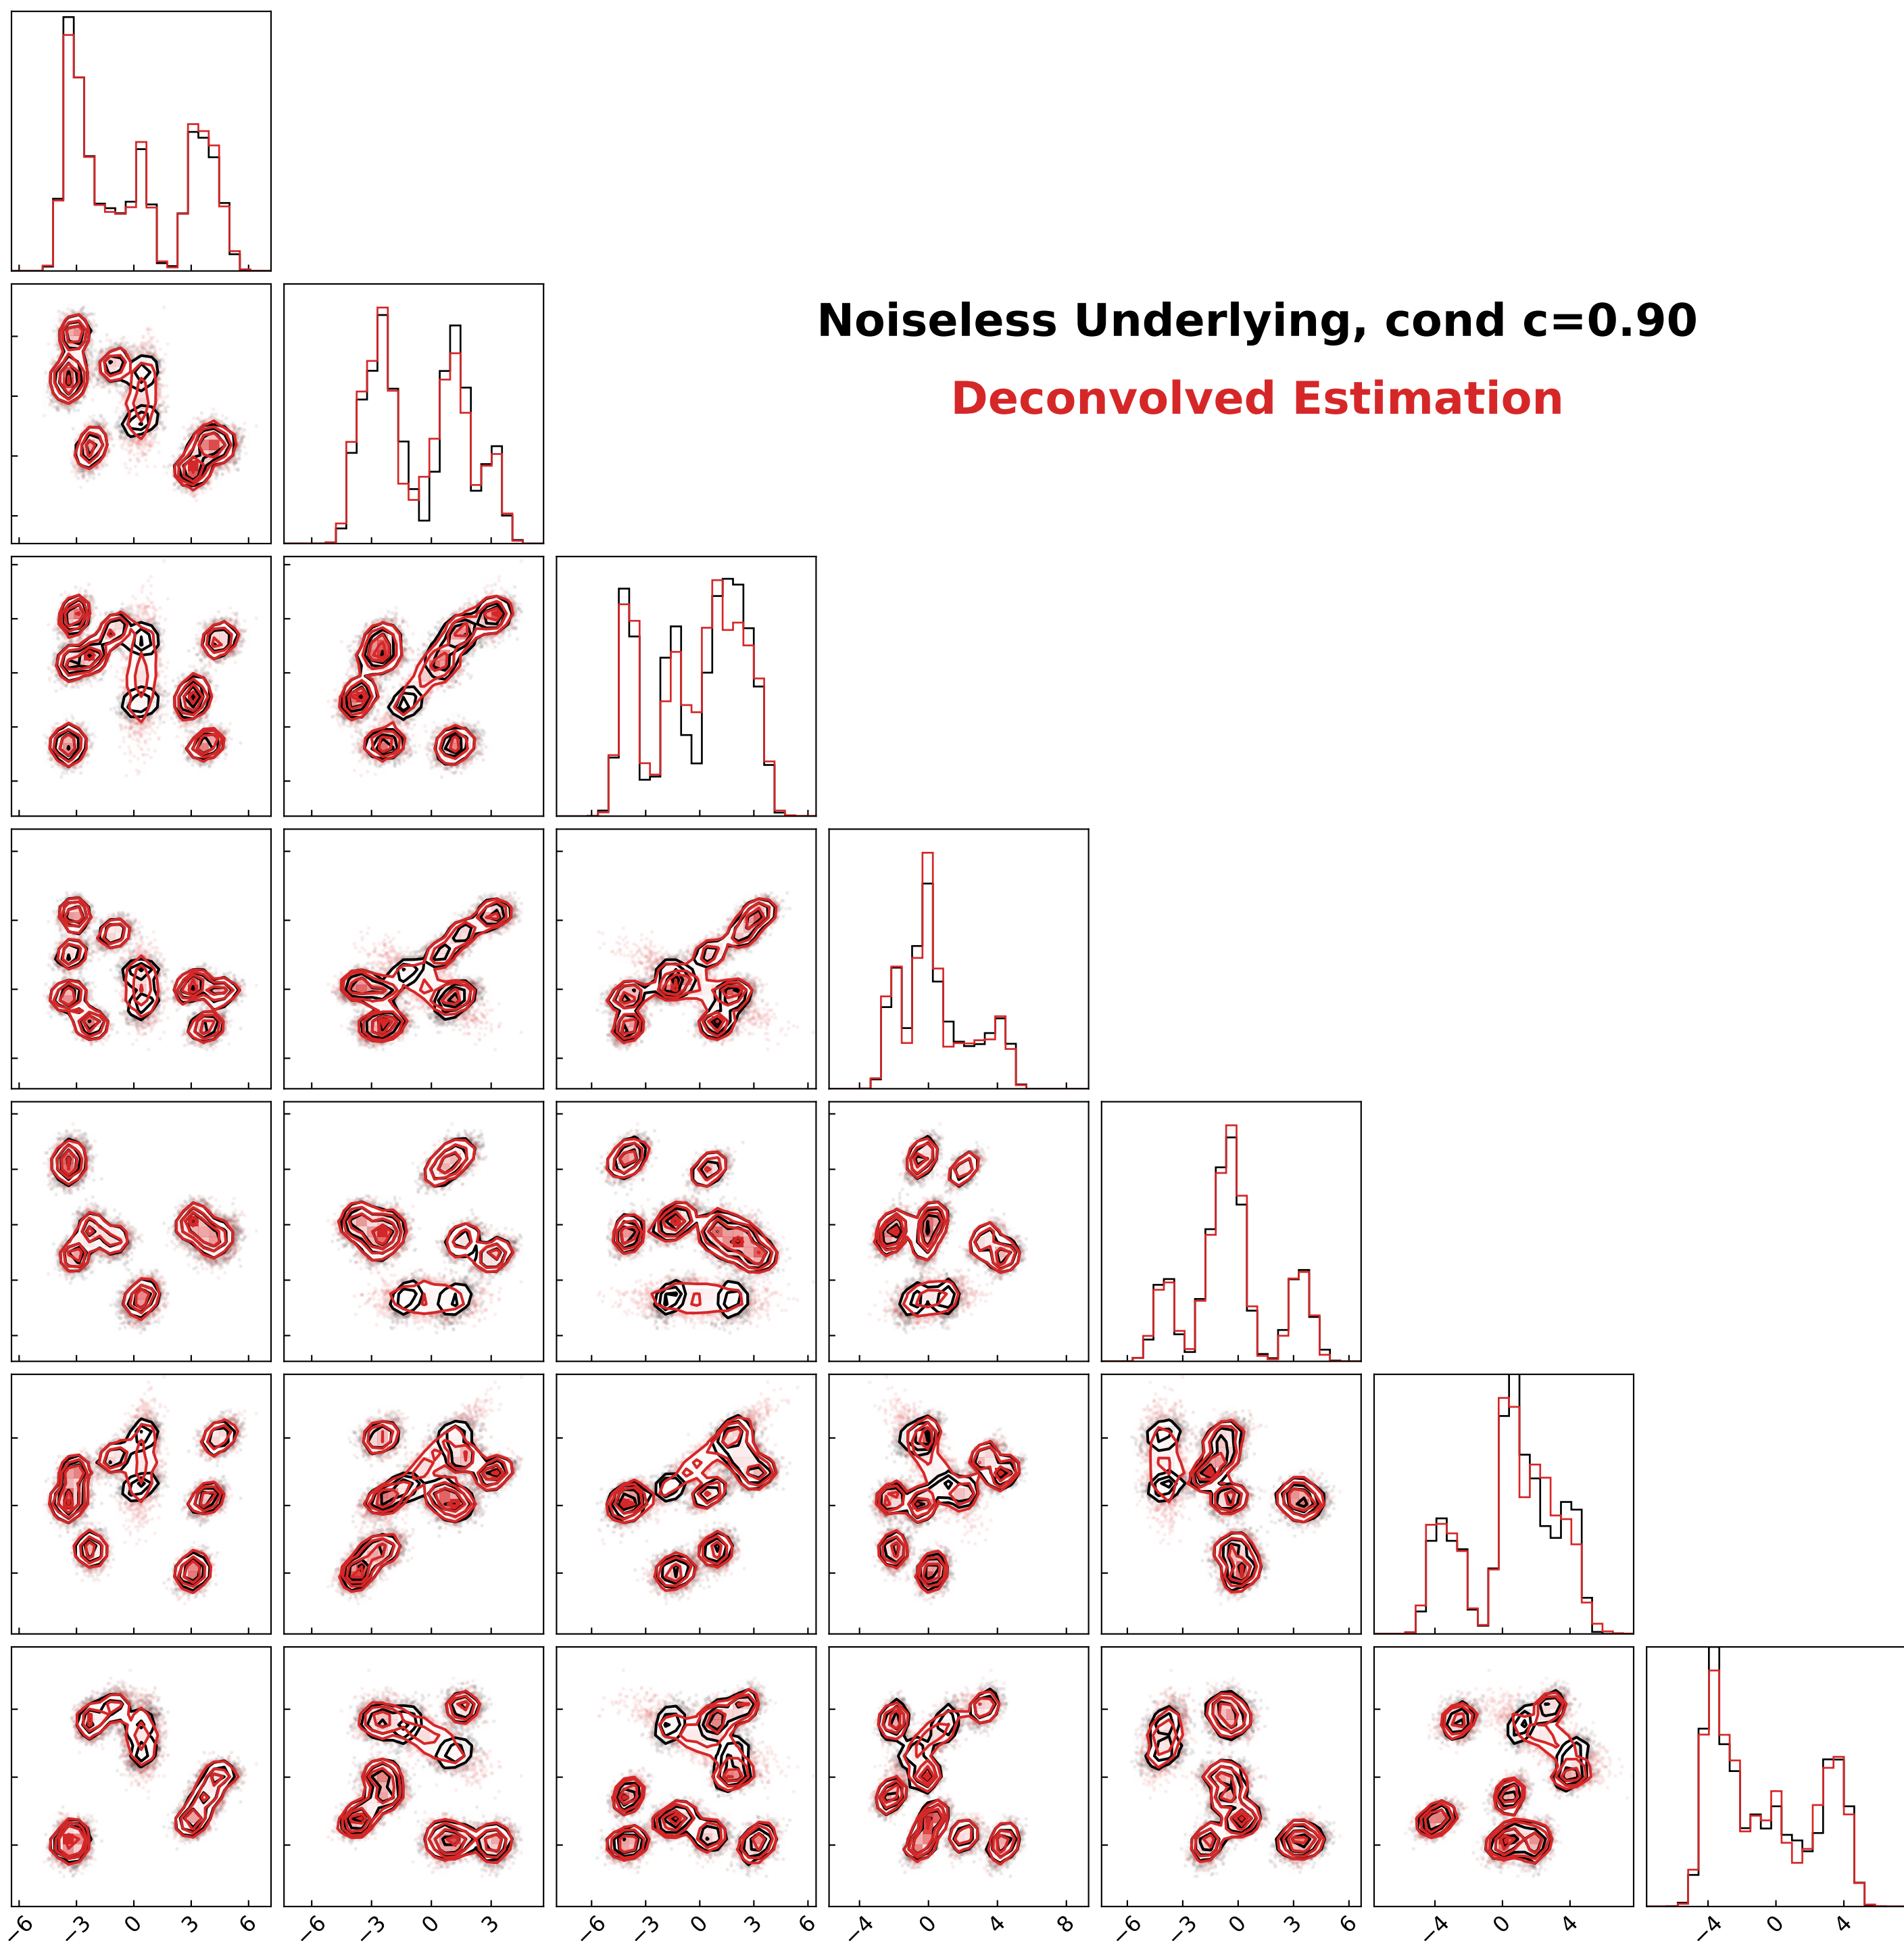 Noiseless Underlying, cond c=0.90
Deconvolved Estimation
−6 −3 0 3 6 −6 −3 0 3 −6 −3 0 3 6 −4 0 4 8 −6 −3 0 3 6 −4 0 4 −4 0 4